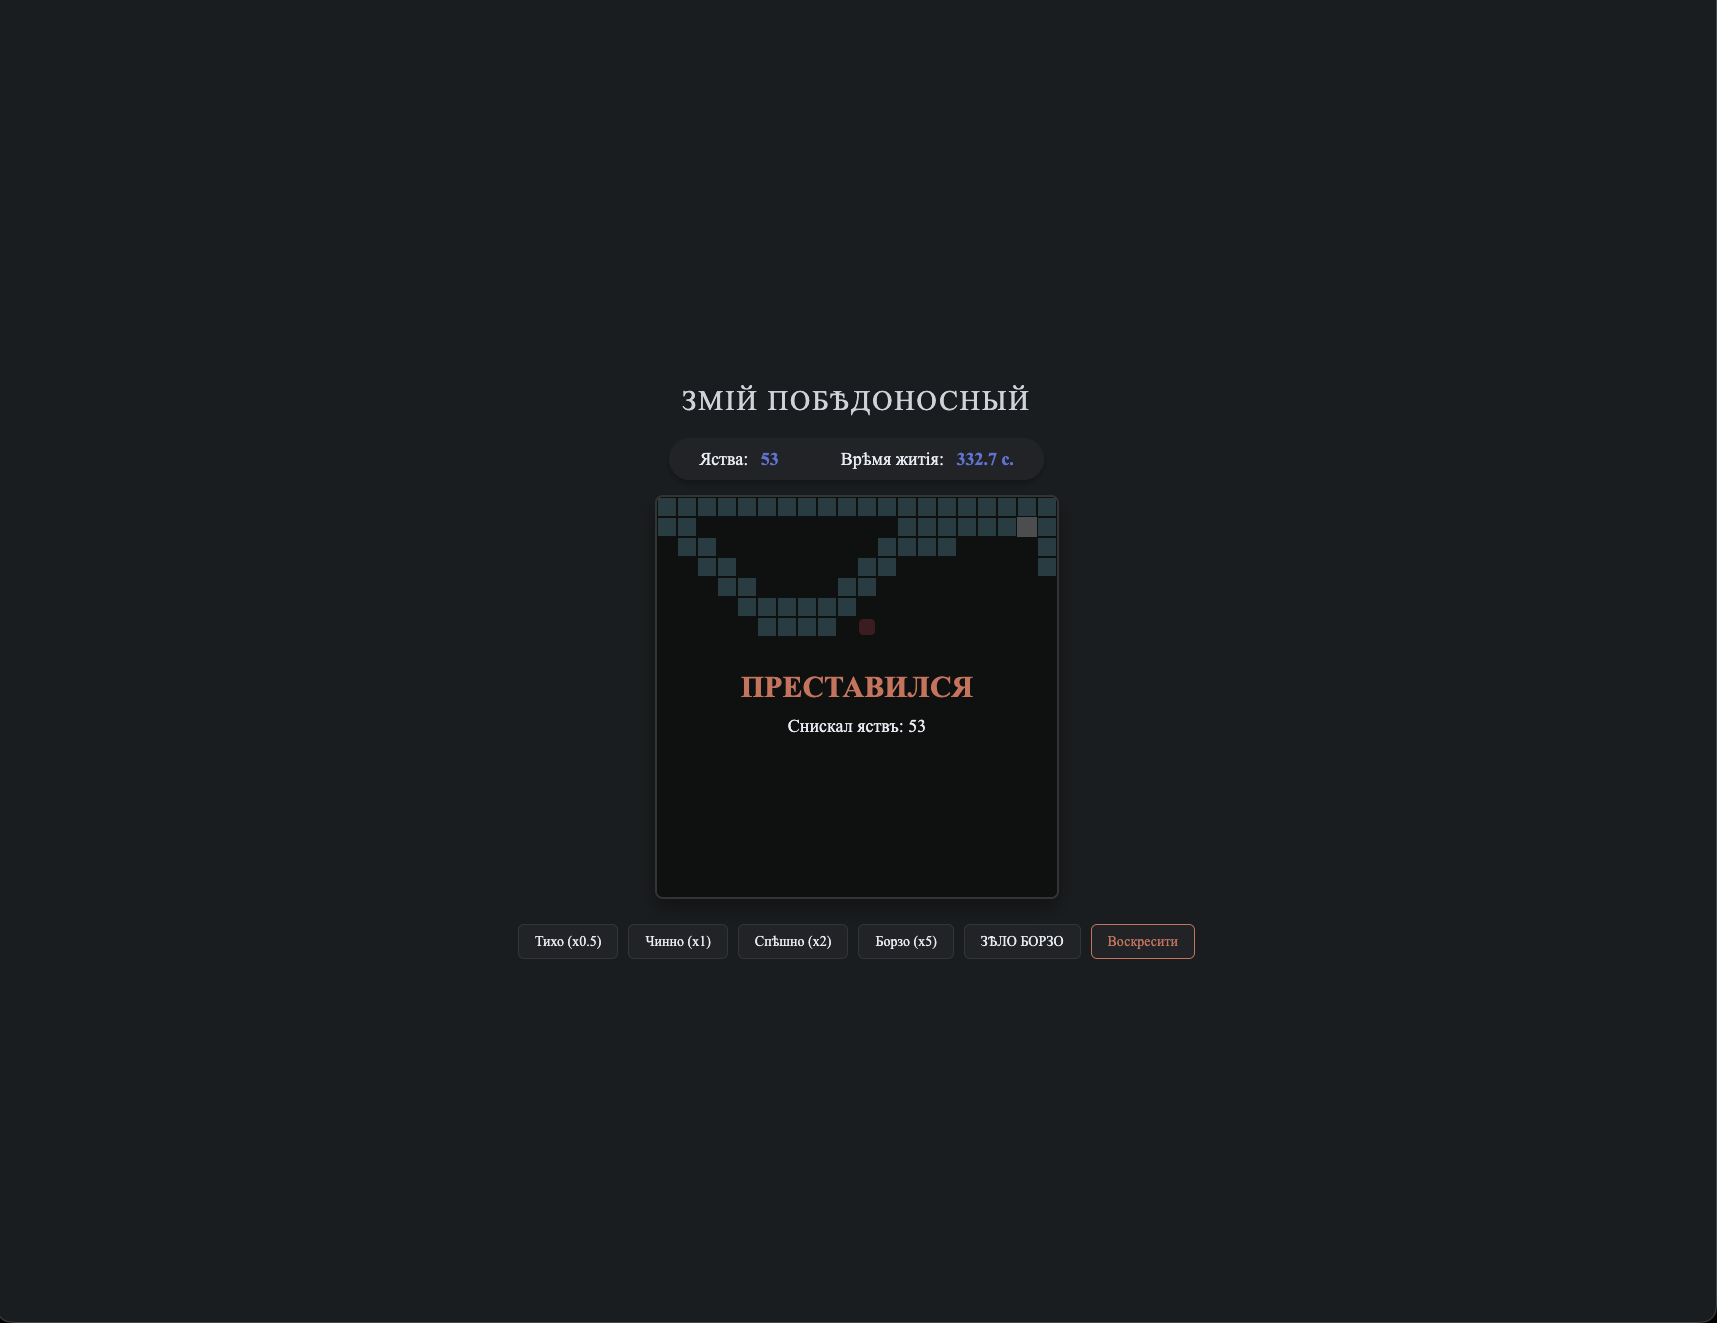 ЗМІЙ ПОБѢДОНОСНЫЙ
Яства: 53 Врѣмя житія: 332.7 с.
ПРЕСТАВИЛСЯ
Снискал яствъ: 53
Тихо (x0.5) Чинно (x1) Спѣшно (x2) Борзо (x5) ЗѢЛО БОРЗО Воскресити